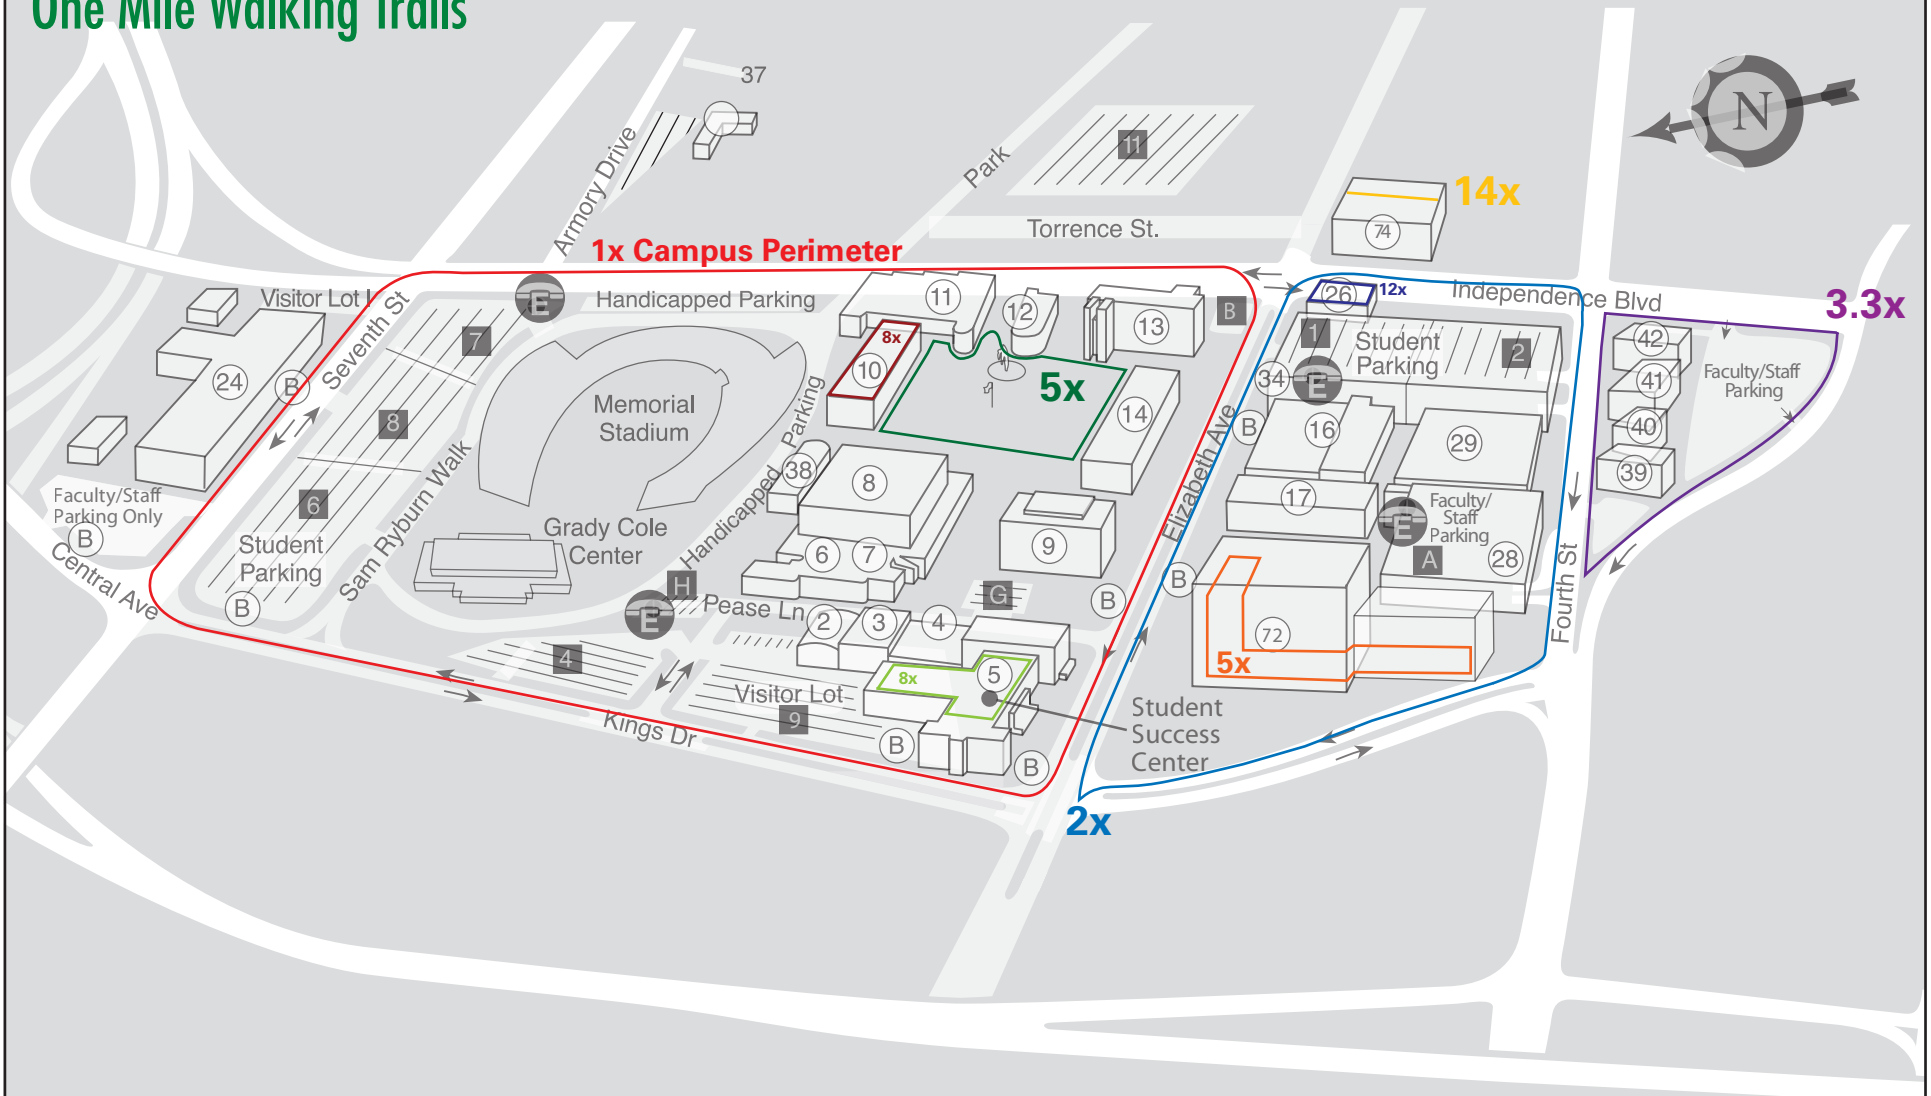 One Mile Walking Trails
37
N
Armory Drive
Park
11
14x
74
Torrence St.
1x Campus Perimeter
Visitor Lot I
Seventh St
E
Handicapped Parking
11
12
13
B
26
12x
Independence Blvd
3.3x
7
8x
10
5x
1
Student
Parking
2
42
41
40
39
Faculty/Staff
Parking
24
B
8
Memorial
Stadium
Handicapped Parking
14
34
E
B
16
29
Elizabeth Ave
Sam Ryburn Walk
38
8
17
Faculty/
Staff
Parking
E
A
28
Fourth St
6
Faculty/Staff
Parking Only
B
Central Ave
Student
Parking
B
Grady Cole
Center
6
7
9
H
E
Pease Ln
G
B
B
2
3
4
72
5x
4
8x
5
Visitor Lot
9
Kings Dr
B
B
Student
Success
Center
2x